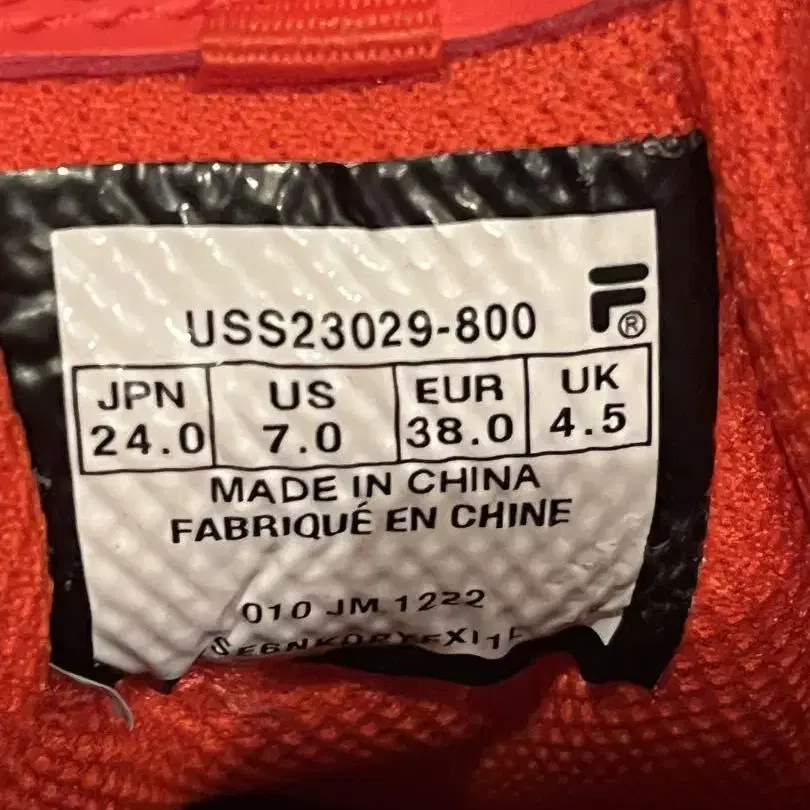 USS23029-800
F®
JPN US EUR UK
24.0 7.0 38.0 4.5
MADE IN CHINA
FABRIQUÉ EN CHINE
010 JM 1222